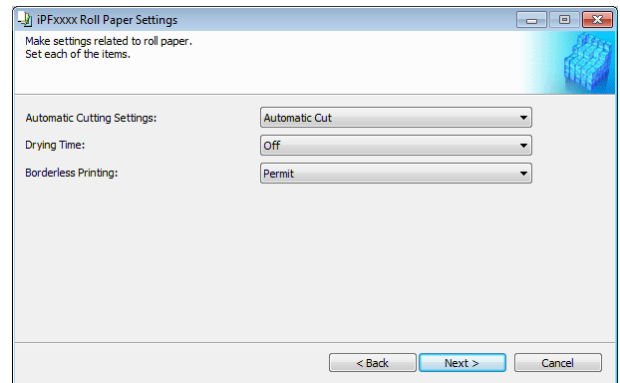 iPFxxxx Roll Paper Settings
Make settings related to roll paper.
Set each of the items.
Automatic Cutting Settings: Automatic Cut
Drying Time: Off
Borderless Printing: Permit
< Back Next > Cancel